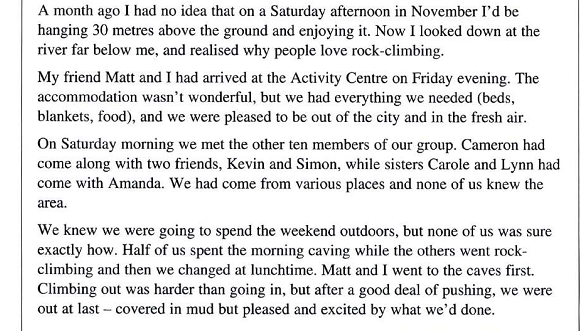 A month ago I had no idea that on a Saturday afternoon in November I'd be
hanging 30 metres above the ground and enjoying it. Now I looked down at the
river far below me, and realised why people love rock-climbing.
My friend Matt and I had arrived at the Activity Centre on Friday evening. The
accommodation wasn't wonderful, but we had everything we needed (beds,
blankets, food), and we were pleased to be out of the city and in the fresh air.
On Saturday morning we met the other ten members of our group. Cameron had
come along with two friends, Kevin and Simon, while sisters Carole and Lynn had
come with Amanda. We had come from various places and none of us knew the
area.
We knew we were going to spend the weekend outdoors, but none of us was sure
exactly how. Half of us spent the morning caving while the others went rock-
climbing and then we changed at lunchtime. Matt and I went to the caves first.
Climbing out was harder than going in, but after a good deal of pushing, we were
out at last – covered in mud but pleased and excited by what we'd done.